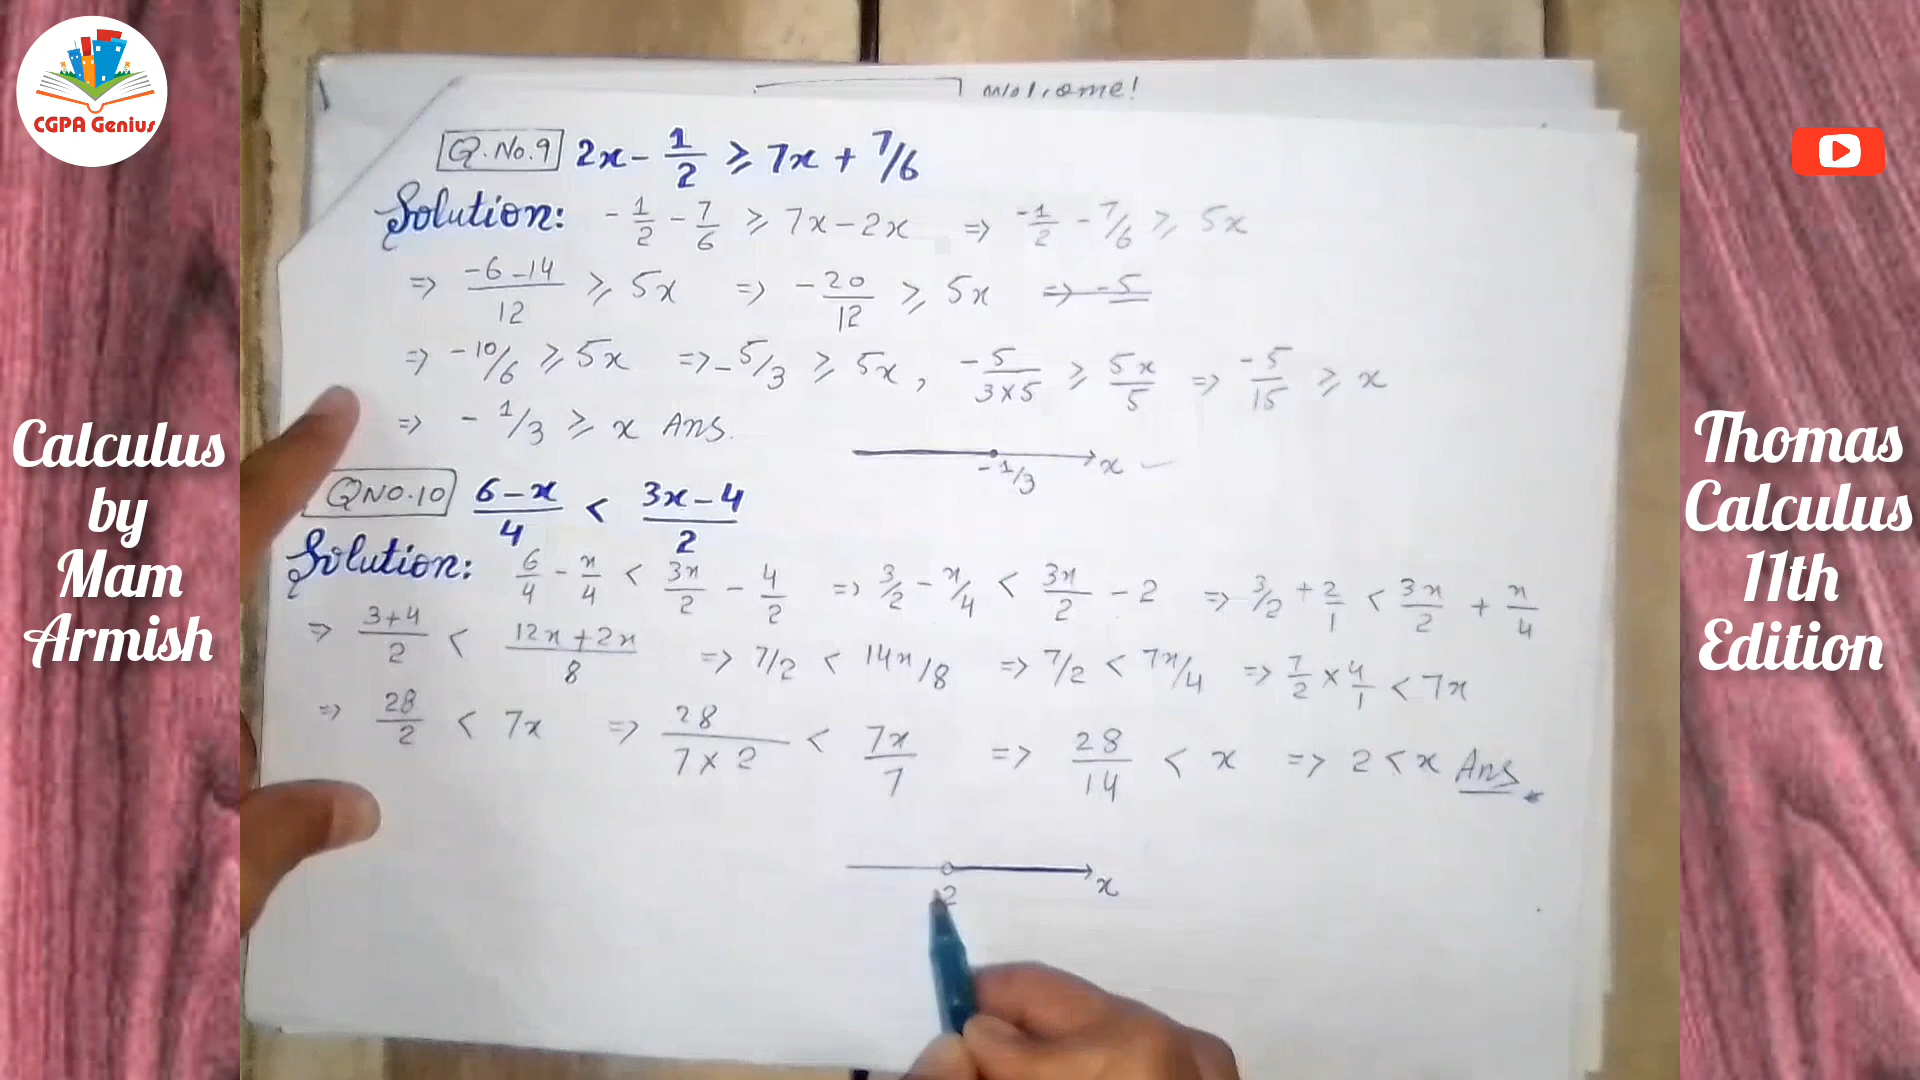 CGPA Genius
Calculus
by
Mam
Armish
Thomas
Calculus
11th
Edition
Welcome!
Q.No.9 2x - 1/2 ≥ 7x + 7/6
Solution: -1/2 - 7/6 ≥ 7x - 2x => -1/2 - 7/6 ≥ 5x
=> -6-14/12 ≥ 5x => -20/12 ≥ 5x => -5
=> -10/6 ≥ 5x => -5/3 ≥ 5x, -5/3×5 ≥ 5x/5 => -5/15 ≥ x
=> -1/3 ≥ x Ans.
-1/3 x
QNO.10 6-x/4 < 3x-4/2
Solution: 6/4 - x/4 < 3x/2 - 4/2 => 3/2 - x/4 < 3x/2 - 2 => 3/2 + 2/1 < 3x/2 + x/4
=> 3+4/2 < 12x+2x/8 => 7/2 < 14x/8 => 7/2 < 7x/4 => 7/2 × 4/1 < 7x
=> 28/2 < 7x => 28/7×2 < 7x/7 => 28/14 < x => 2 < x Ans.
2 x